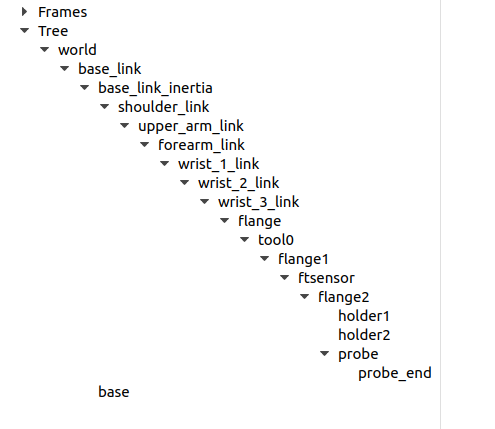 Frames
Tree
world
base_link
base_link_inertia
shoulder_link
upper_arm_link
forearm_link
wrist_1_link
wrist_2_link
wrist_3_link
flange
tool0
flange1
ftsensor
flange2
holder1
holder2
probe
probe_end
base